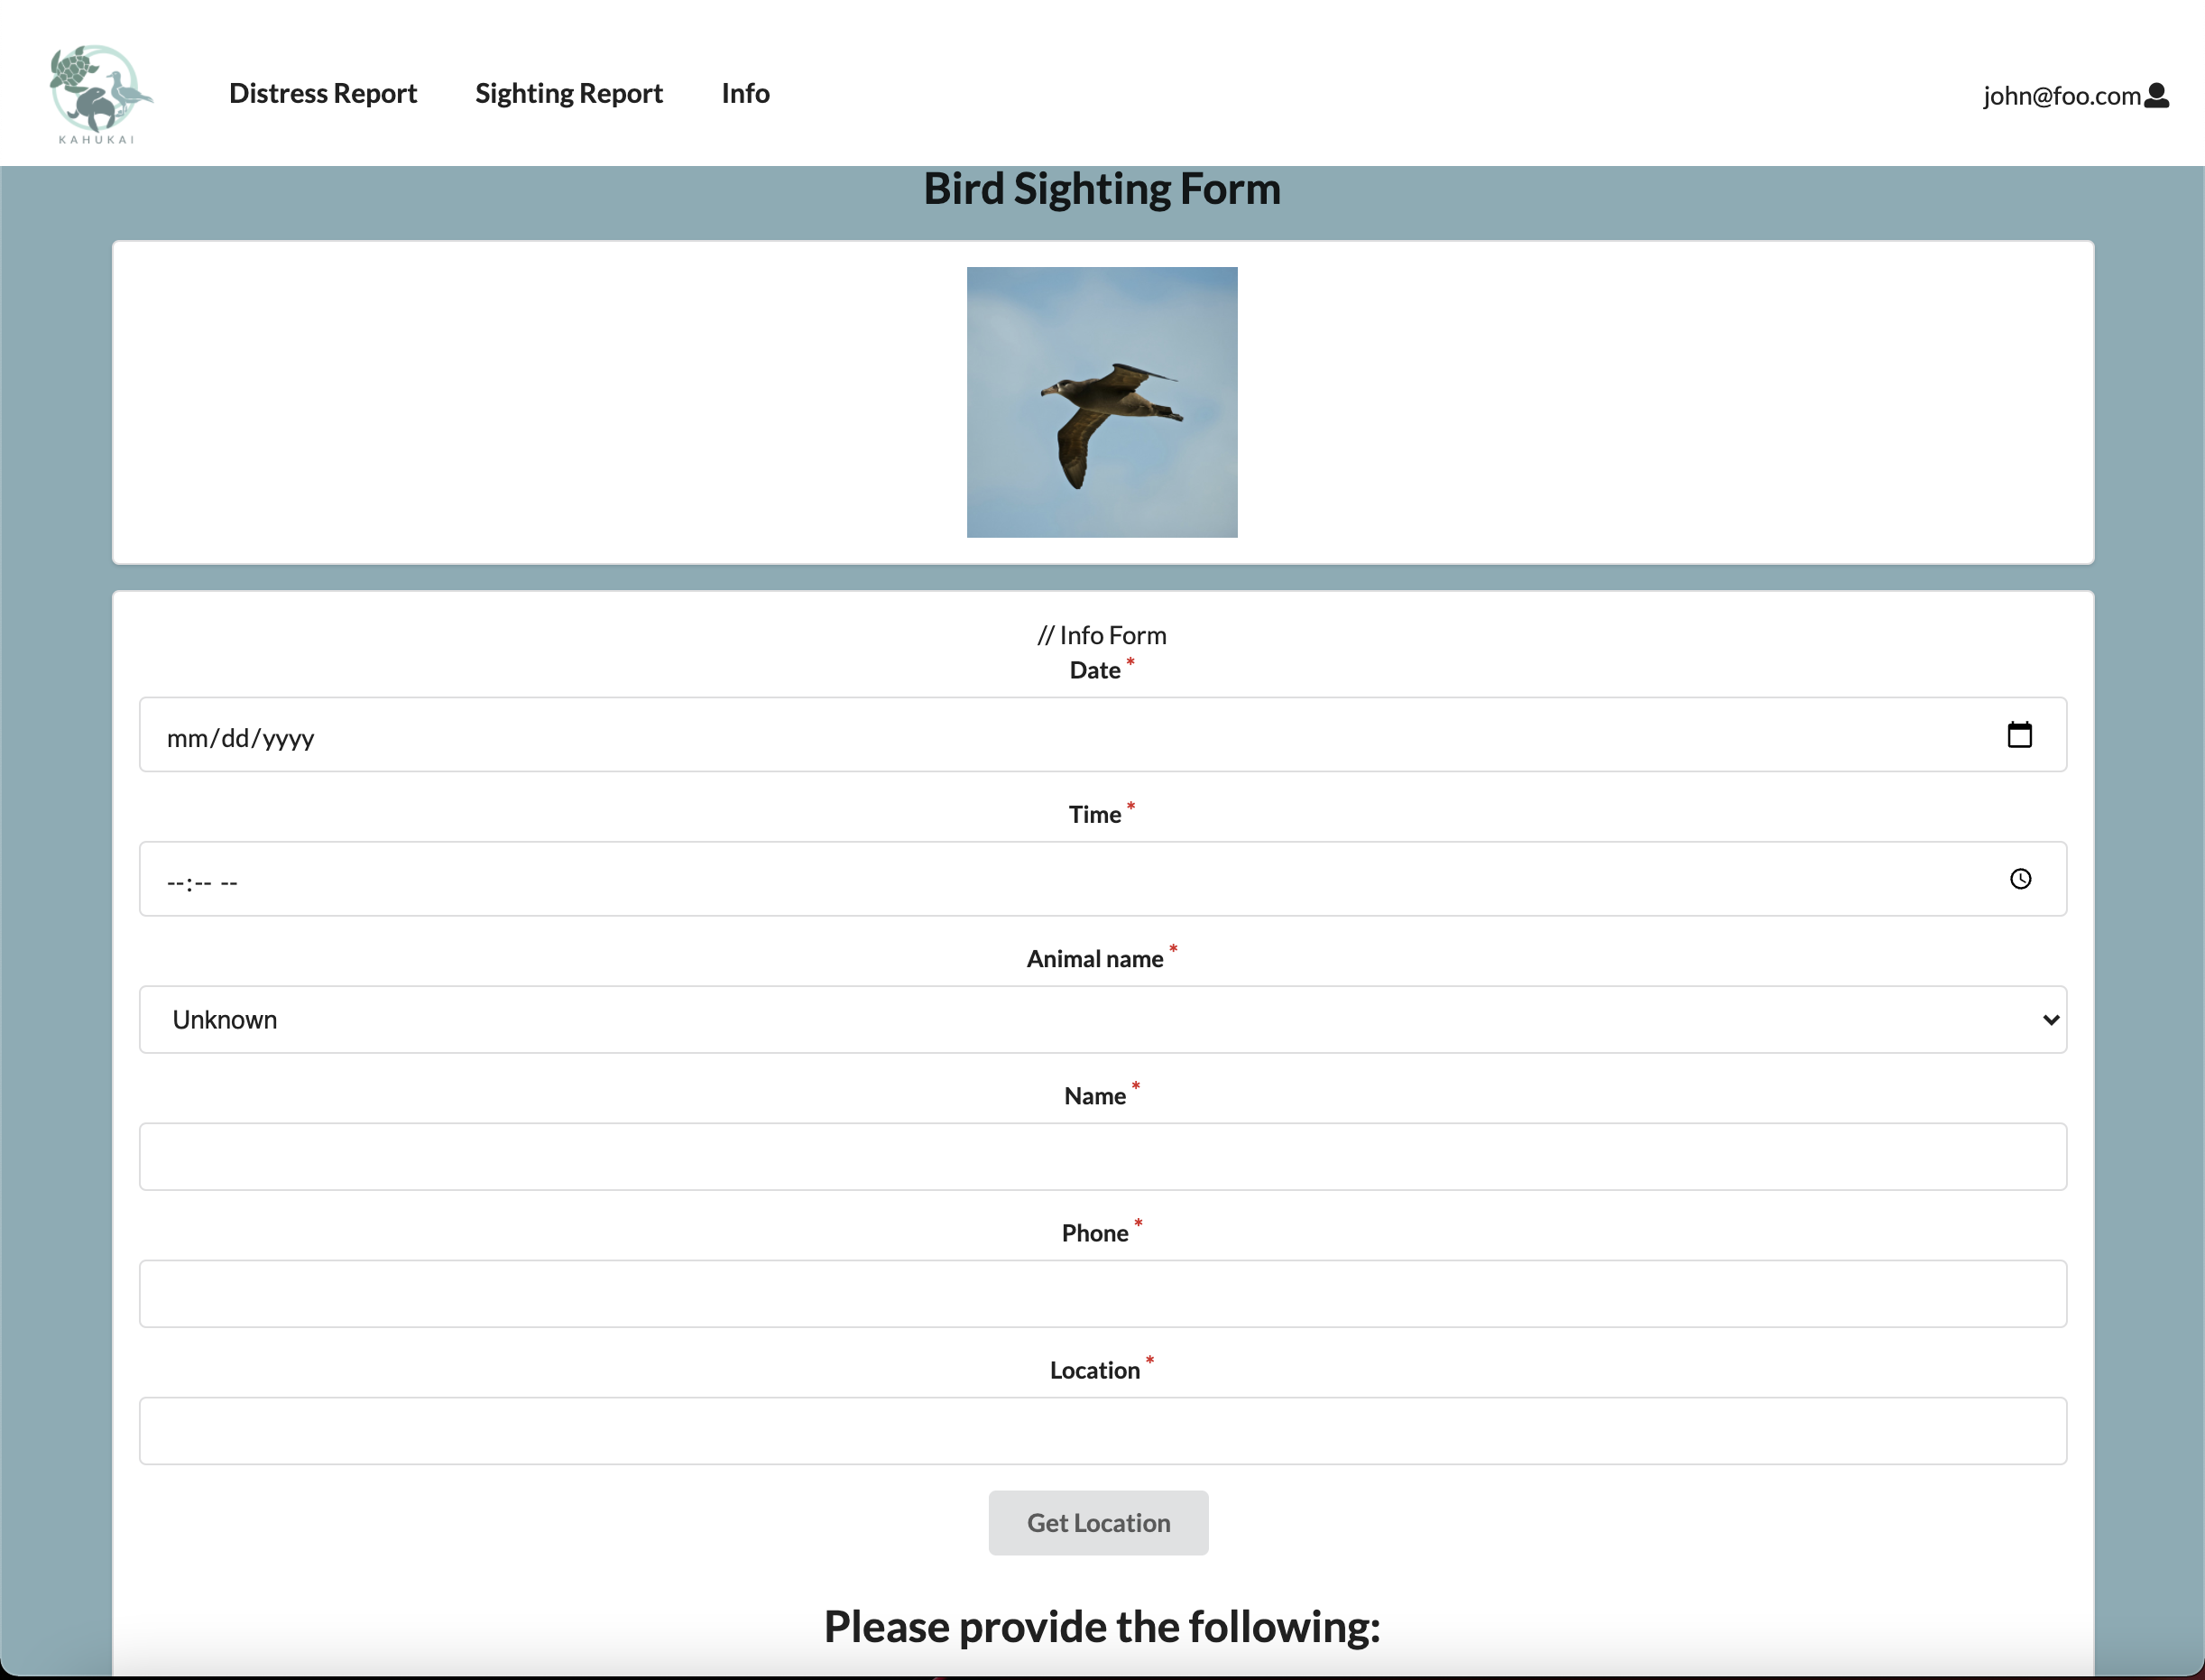 KAHUKAI
Distress Report
Sighting Report
Info
john@foo.com
Bird Sighting Form
// Info Form
Date *
mm/dd/yyyy
Time *
--:-- --
Animal name *
Unknown
Name *
Phone *
Location *
Get Location
Please provide the following: